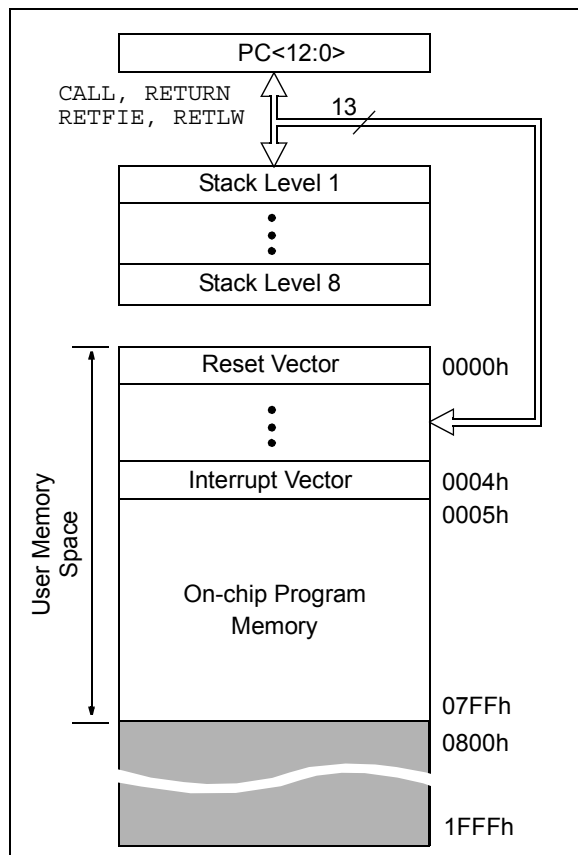 PC<12:0>
CALL, RETURN
RETFIE, RETLW
13
Stack Level 1
Stack Level 8
Reset Vector
0000h
Interrupt Vector
0004h
0005h
User Memory
Space
On-chip Program
Memory
07FFh
0800h
1FFFh